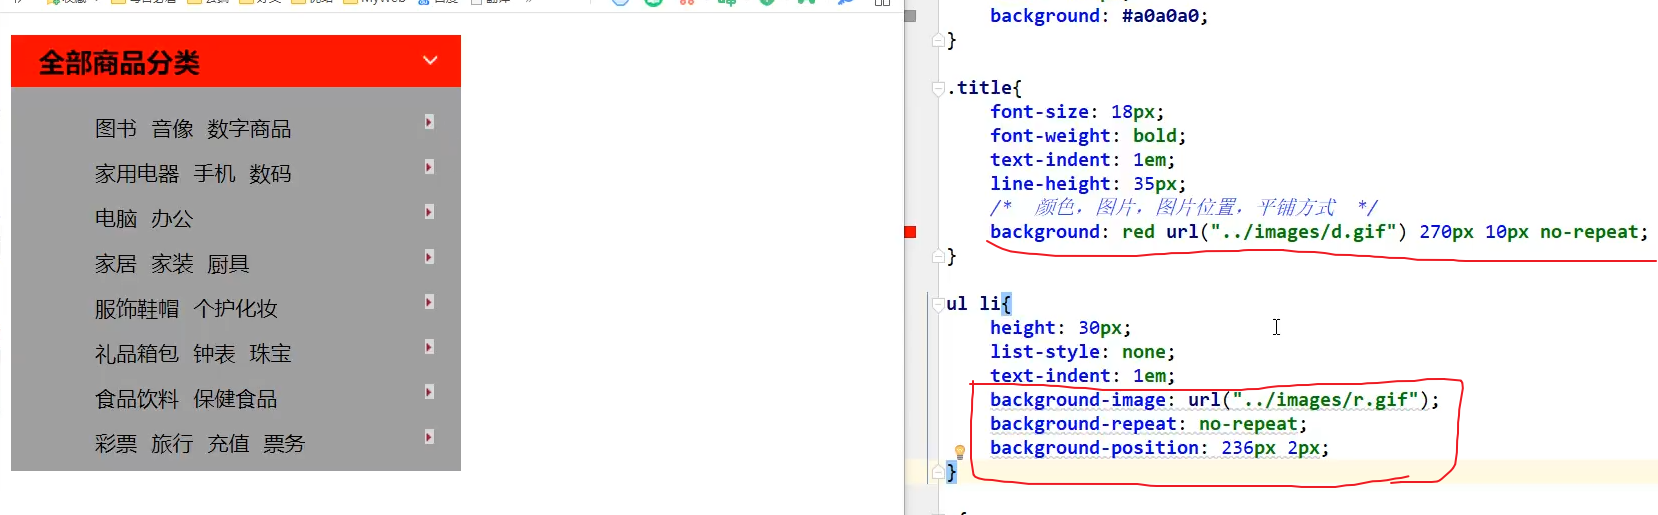 收藏
百度
翻译
全部商品分类
图书 音像 数字商品
家用电器 手机 数码
电脑 办公
家居 家装 厨具
服饰鞋帽 个护化妆
礼品箱包 钟表 珠宝
食品饮料 保健食品
彩票 旅行 充值 票务
background: #a0a0a0;
}
.title{
font-size: 18px;
font-weight: bold;
text-indent: 1em;
line-height: 35px;
/* 颜色，图片，图片位置，平铺方式 */
background: red url("../images/d.gif") 270px 10px no-repeat;
}
ul li{
height: 30px;
list-style: none;
text-indent: 1em;
background-image: url("../images/r.gif");
background-repeat: no-repeat;
background-position: 236px 2px;
}